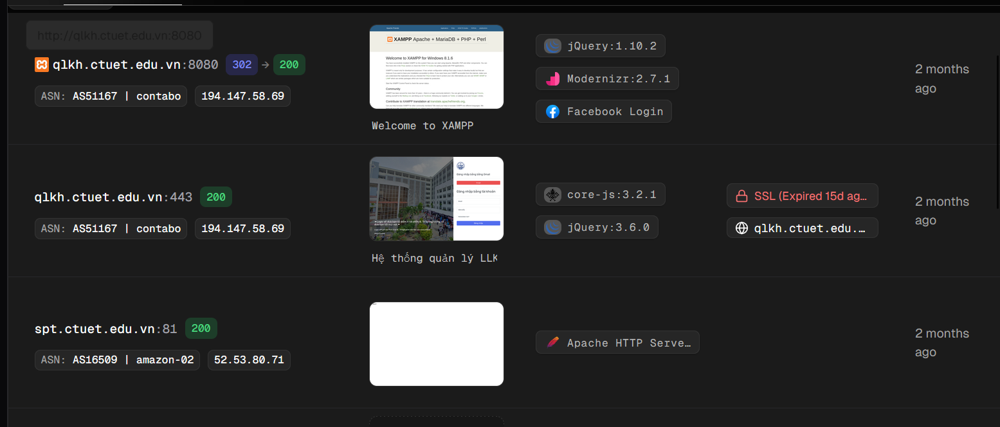 http://qlkh.ctuet.edu.vn:8080
qlkh.ctuet.edu.vn:8080 302 → 200
ASN: AS51167 | contabo 194.147.58.69
XAMPP Apache + MariaDB + PHP + Perl
Welcome to XAMPP for Windows 8.1.6
Community
Contribute to XAMPP translation at translate.apachefriends.org.
Welcome to XAMPP
jQuery:1.10.2
Modernizr:2.7.1
Facebook Login
2 months
ago
qlkh.ctuet.edu.vn:443 200
ASN: AS51167 | contabo 194.147.58.69
Đăng nhập bằng Gmail
Đăng nhập bằng tài khoản
Hệ thống quản lý LLK
core-js:3.2.1
jQuery:3.6.0
SSL (Expired 15d ag…
qlkh.ctuet.edu.…
2 months
ago
spt.ctuet.edu.vn:81 200
ASN: AS16509 | amazon-02 52.53.80.71
Apache HTTP Serve…
2 months
ago